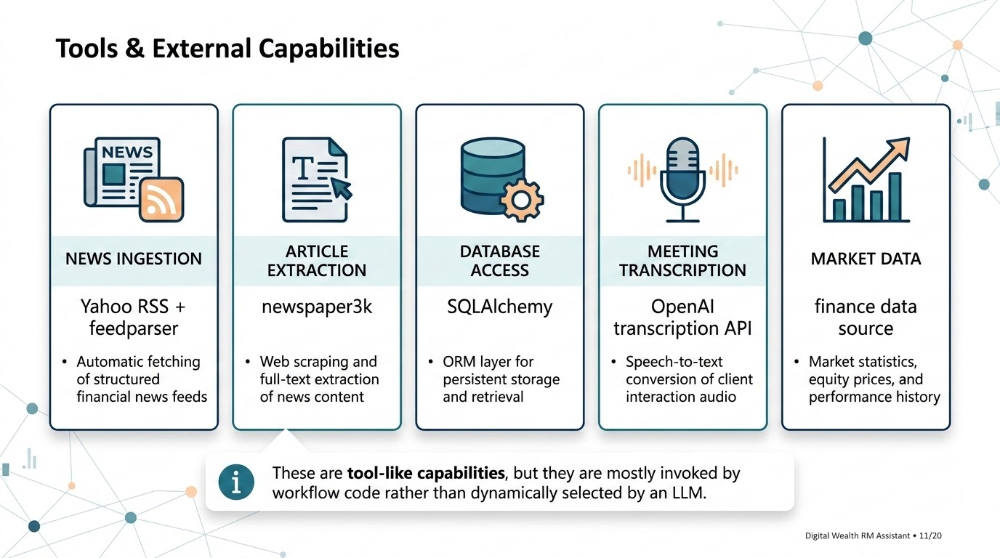 Tools & External Capabilities
NEWS
NEWS INGESTION
Yahoo RSS +
feedparser
• Automatic fetching
of structured
financial news feeds
T
ARTICLE
EXTRACTION
newspaper3k
• Web scraping and
full-text extraction
of news content
DATABASE
ACCESS
SQLAlchemy
• ORM layer for
persistent storage
and retrieval
MEETING
TRANSCRIPTION
OpenAI
transcription API
• Speech-to-text
conversion of client
interaction audio
MARKET DATA
finance data
source
• Market statistics,
equity prices, and
performance history
i
These are tool-like capabilities, but they are mostly invoked by
workflow code rather than dynamically selected by an LLM.
Digital Wealth RM Assistant • 11/20